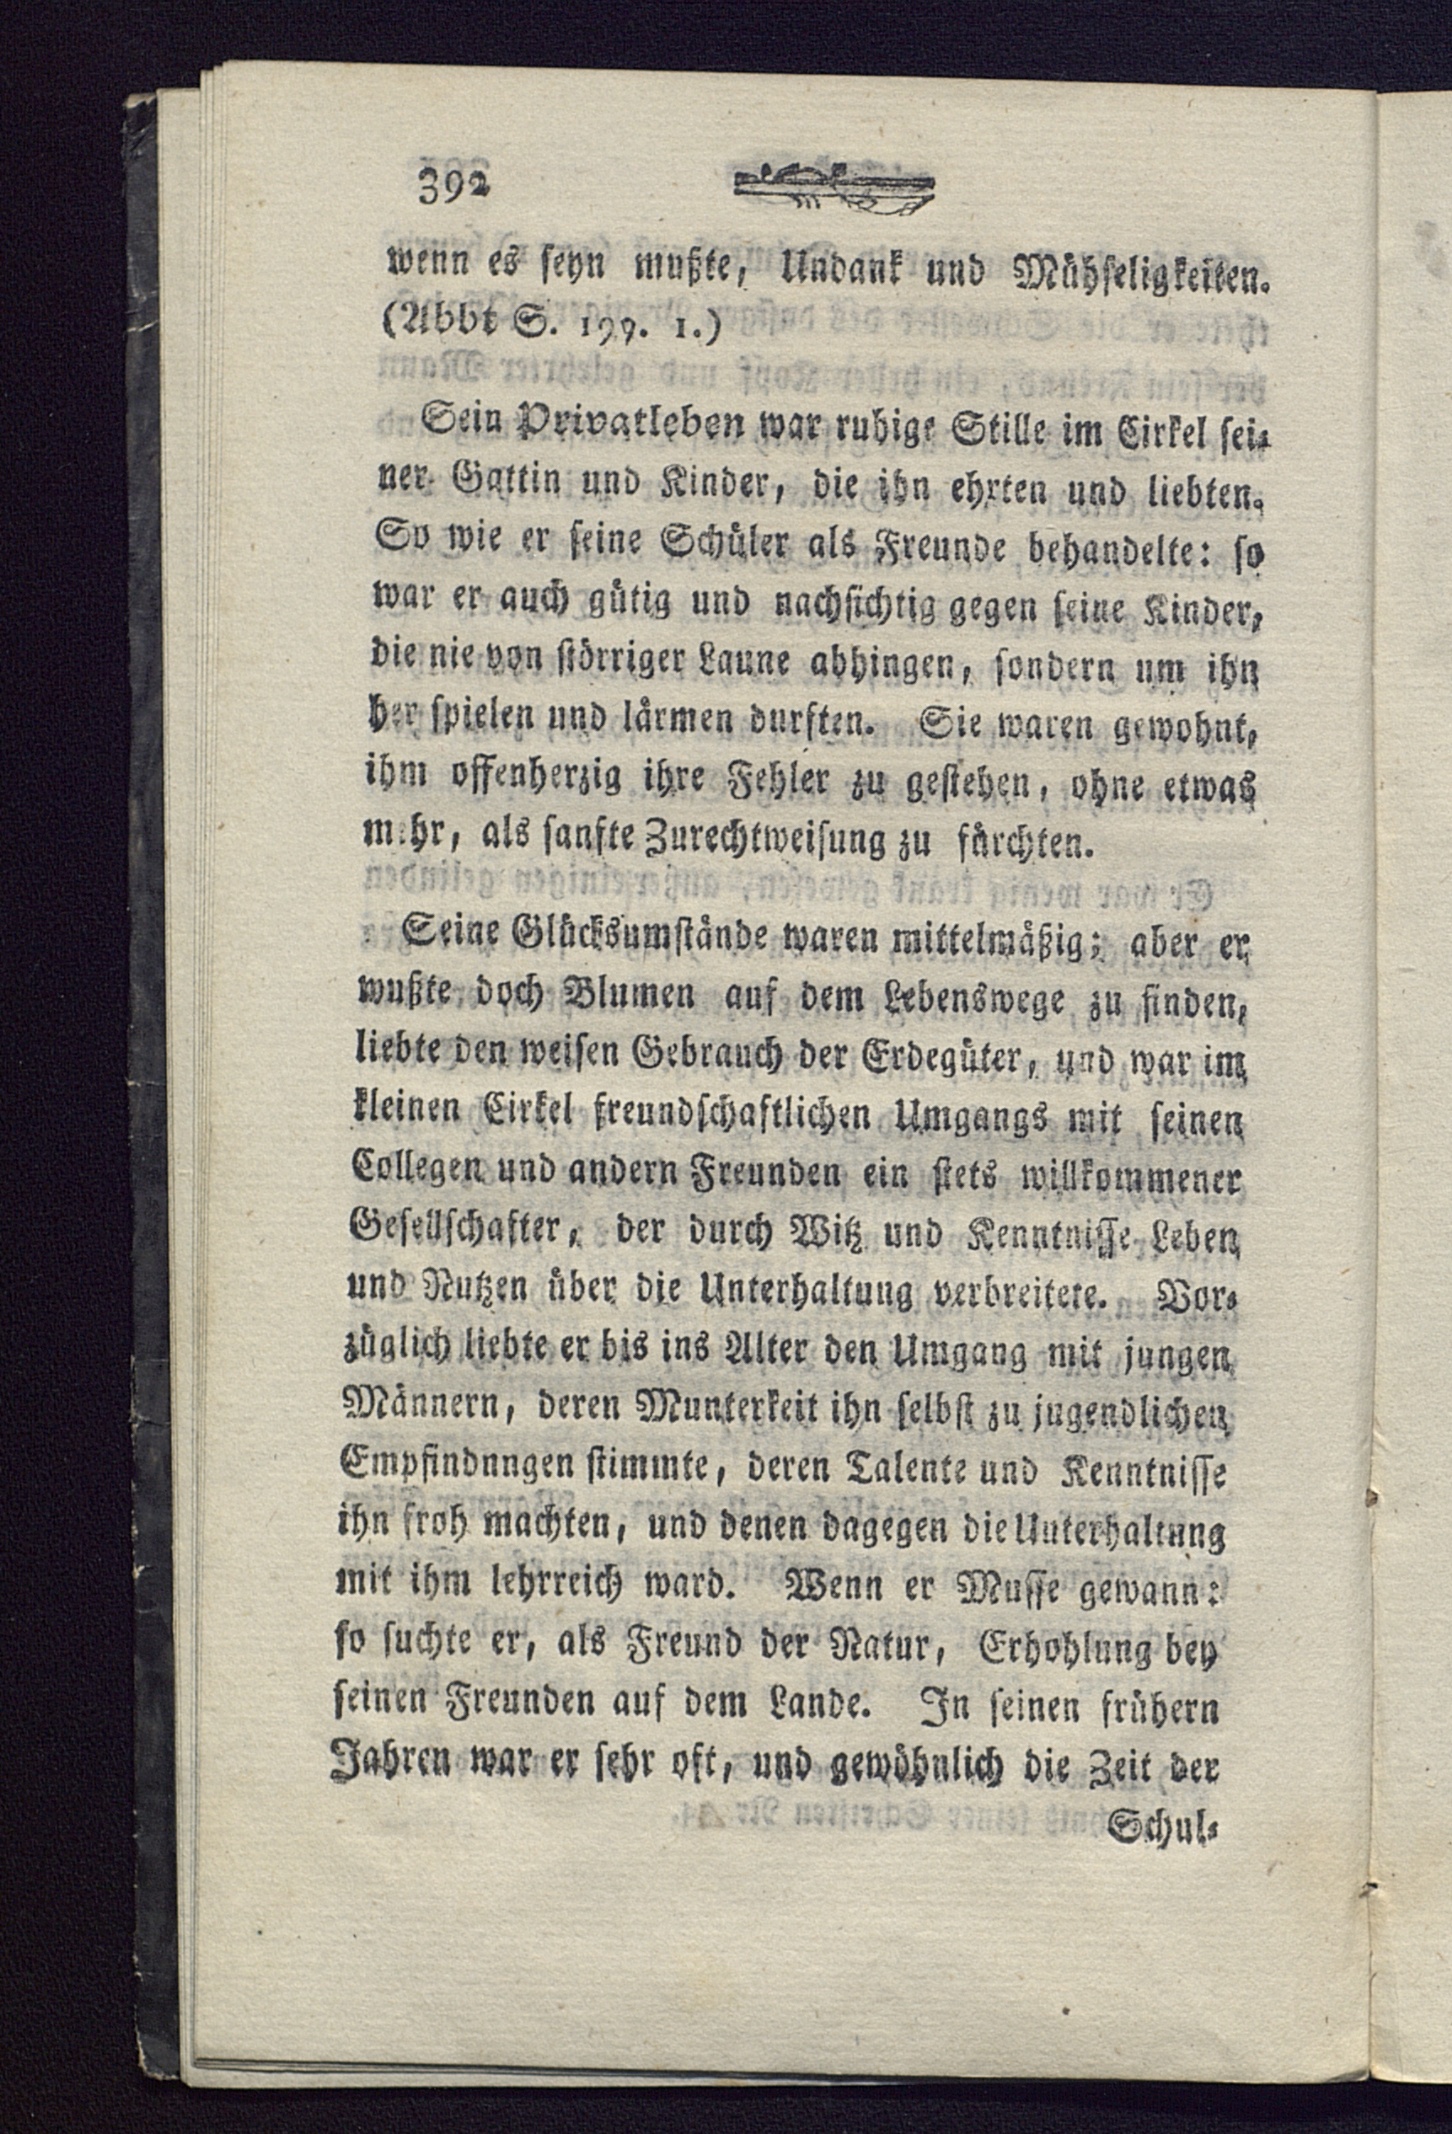 392
wenn es seyn mußte, Undank und Mühseligkeiten.
(Abbt S. 199. 1.)
Sein Privatleben war ruhige Stille im Cirkel sei-
ner Gattin und Kinder, die ihn ehrten und liebten.
So wie er seine Schüler als Freunde behandelte: so
war er auch gütig und nachsichtig gegen seine Kinder,
die nie von störriger Laune abhingen, sondern um ihn
her spielen und lärmen durften. Sie waren gewohnt,
ihm offenherzig ihre Fehler zu gestehen, ohne etwas
mehr, als sanfte Zurechtweisung zu fürchten.
Seine Glücksumstände waren mittelmäßig; aber er
wußte doch Blumen auf dem Lebenswege zu finden,
liebte den weisen Gebrauch der Erdegüter, und war im
kleinen Cirkel freundschaftlichen Umgangs mit seinen
Collegen und andern Freunden ein stets willkommener
Gesellschafter, der durch Witz und Kenntnisse Leben
und Nutzen über die Unterhaltung verbreitete. Vor-
züglich liebte er bis ins Alter den Umgang mit jungen
Männern, deren Munterkeit ihn selbst zu jugendlichen
Empfindnngen stimmte, deren Talente und Kenntnisse
ihn froh machten, und denen dagegen die Unterhaltung
mit ihm lehrreich ward. Wenn er Musse gewann:
so suchte er, als Freund der Natur, Erhohlung bey
seinen Freunden auf dem Lande. In seinen frühern
Jahren war er sehr oft, und gewöhnlich die Zeit der
Schul-